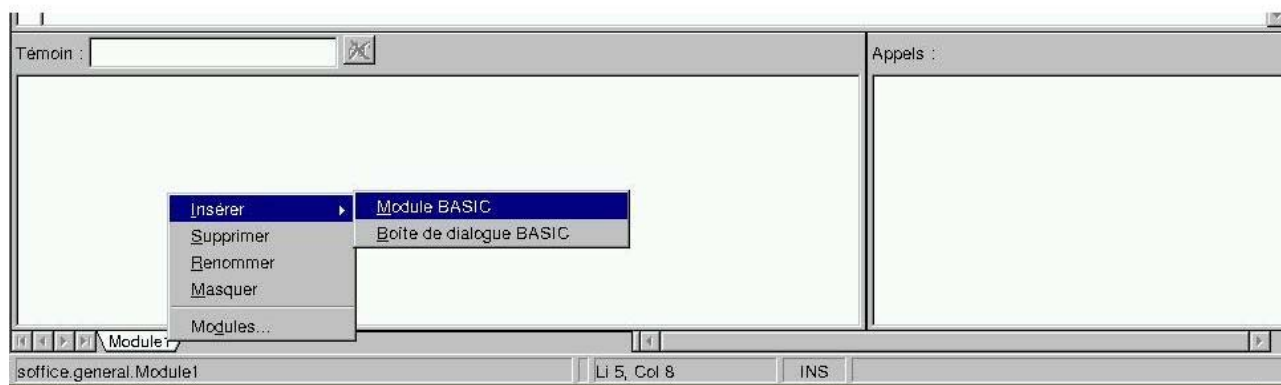 Témoin :
Appels :
Insérer
Module BASIC
Supprimer
Boîte de dialogue BASIC
Renommer
Masquer
Modules...
Module1
soffice.general.Module1
Li 5, Col 8
INS